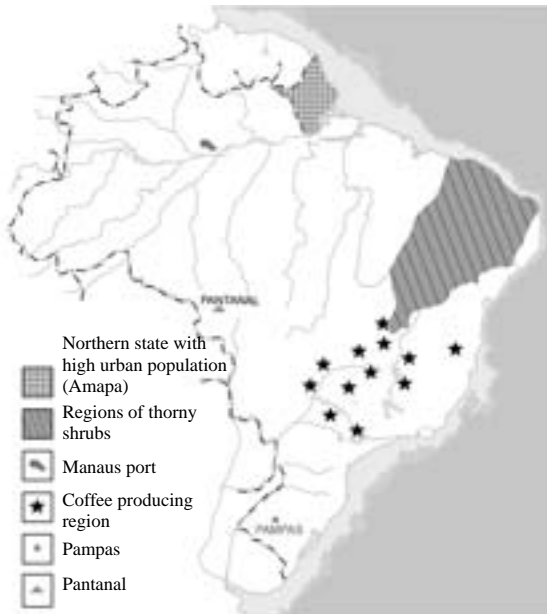 PANTANAL
Northern state with
high urban population
(Amapa)
Regions of thorny
shrubs
Manaus port
Coffee producing
region
Pampas
Pantanal
PAMPAS